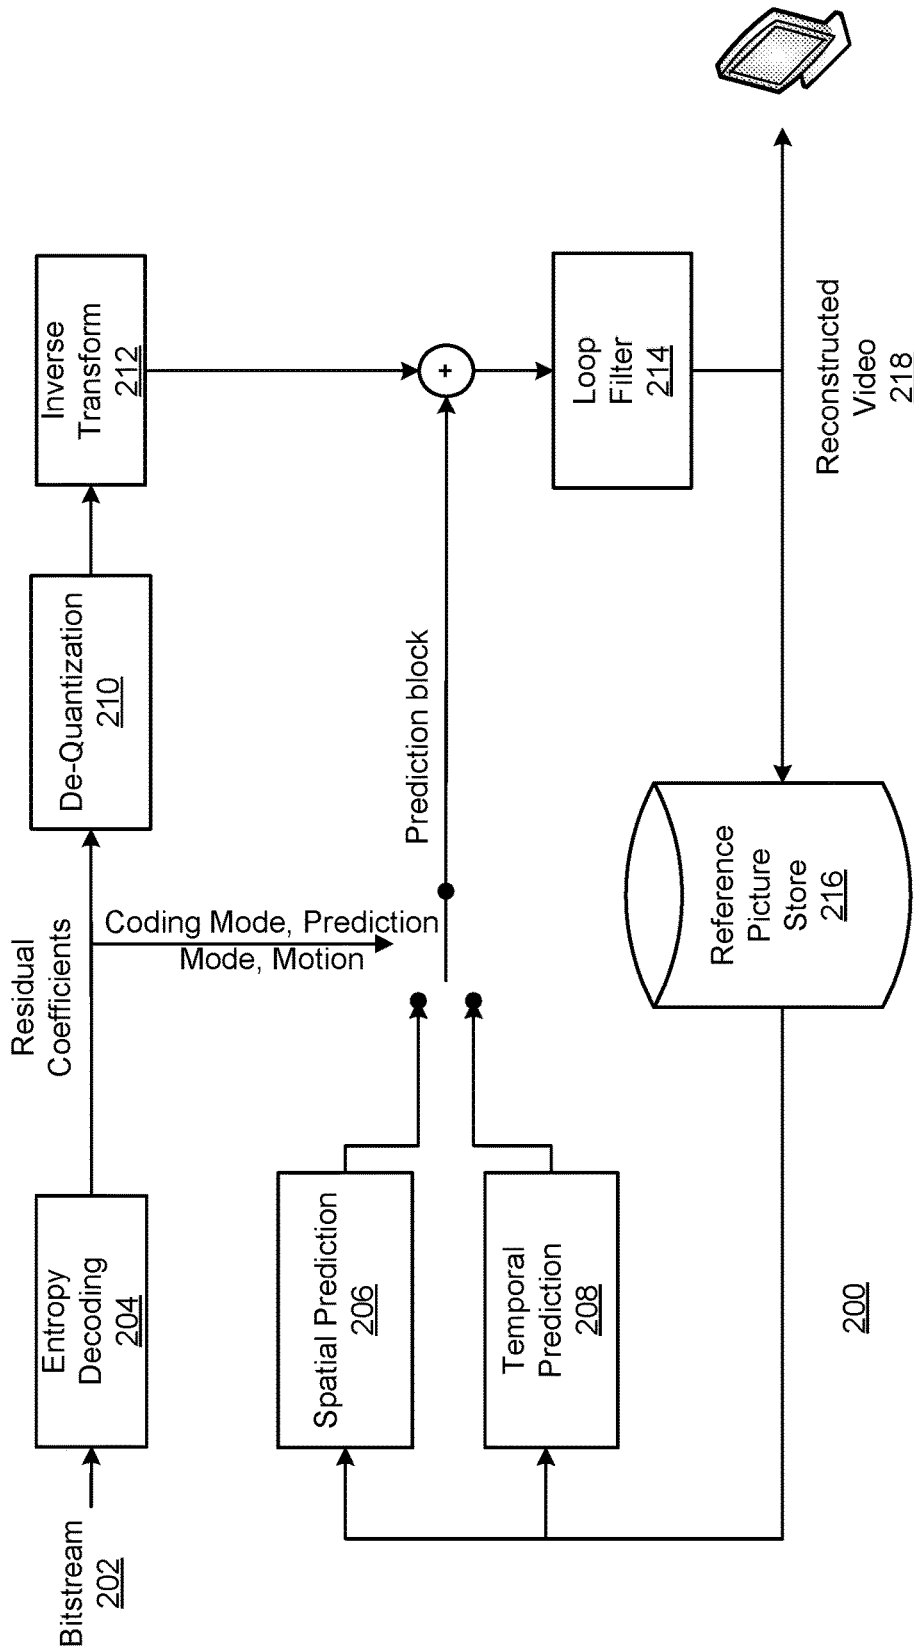 Bitstream
202
Entropy
Decoding
204
Residual
Coefficients
De-Quantization
210
Inverse
Transform
212
Coding Mode, Prediction
Mode, Motion
Spatial Prediction
206
Temporal
Prediction
208
Prediction block
+
Loop
Filter
214
Reference
Picture
Store
216
Reconstructed
Video
218
200